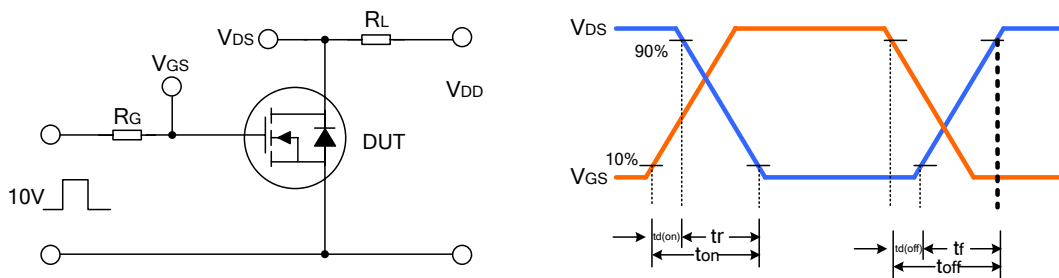 VDS
RL
VGS
VDD
RG
DUT
10V
VDS
90%
10%
VGS
td(on)
tr
ton
td(off)
tf
toff